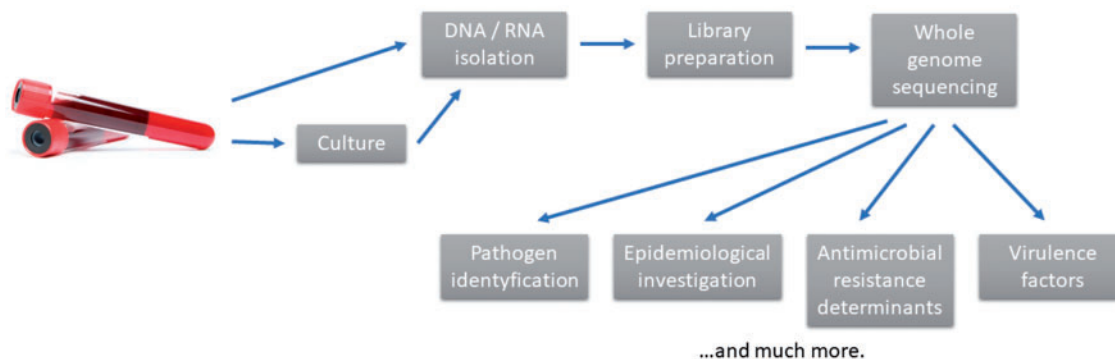 DNA / RNA
isolation
Library
preparation
Whole
genome
sequencing
Culture
Pathogen
identyfication
Epidemiological
investigation
Antimicrobial
resistance
determinants
Virulence
factors
...and much more.